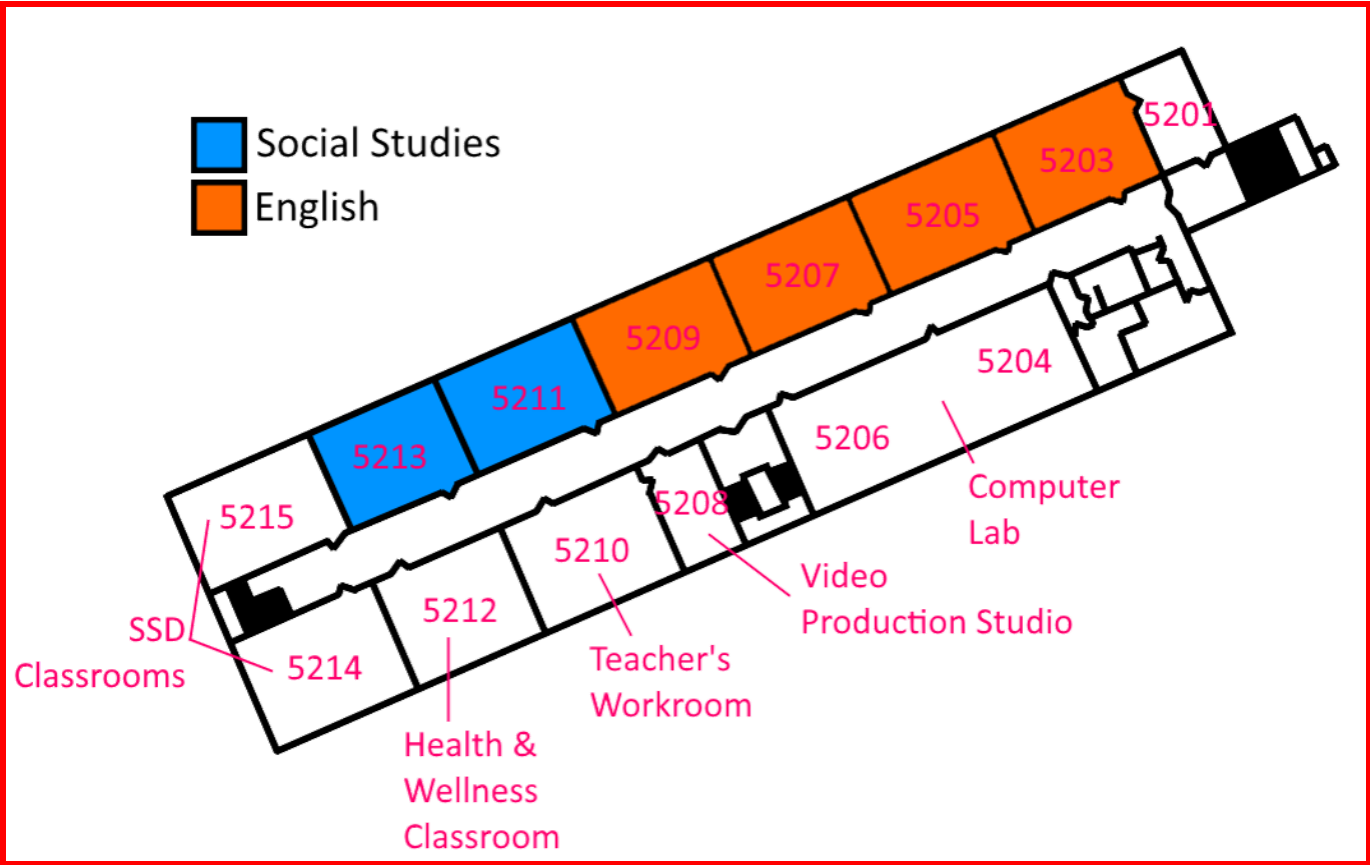 Social Studies
English
5201
5203
5205
5207
5209
5211
5213
5215
5204
5206
5208
5210
5212
5214
Computer
Lab
Video
Production Studio
Teacher's
Workroom
SSD
Classrooms
Health &
Wellness
Classroom